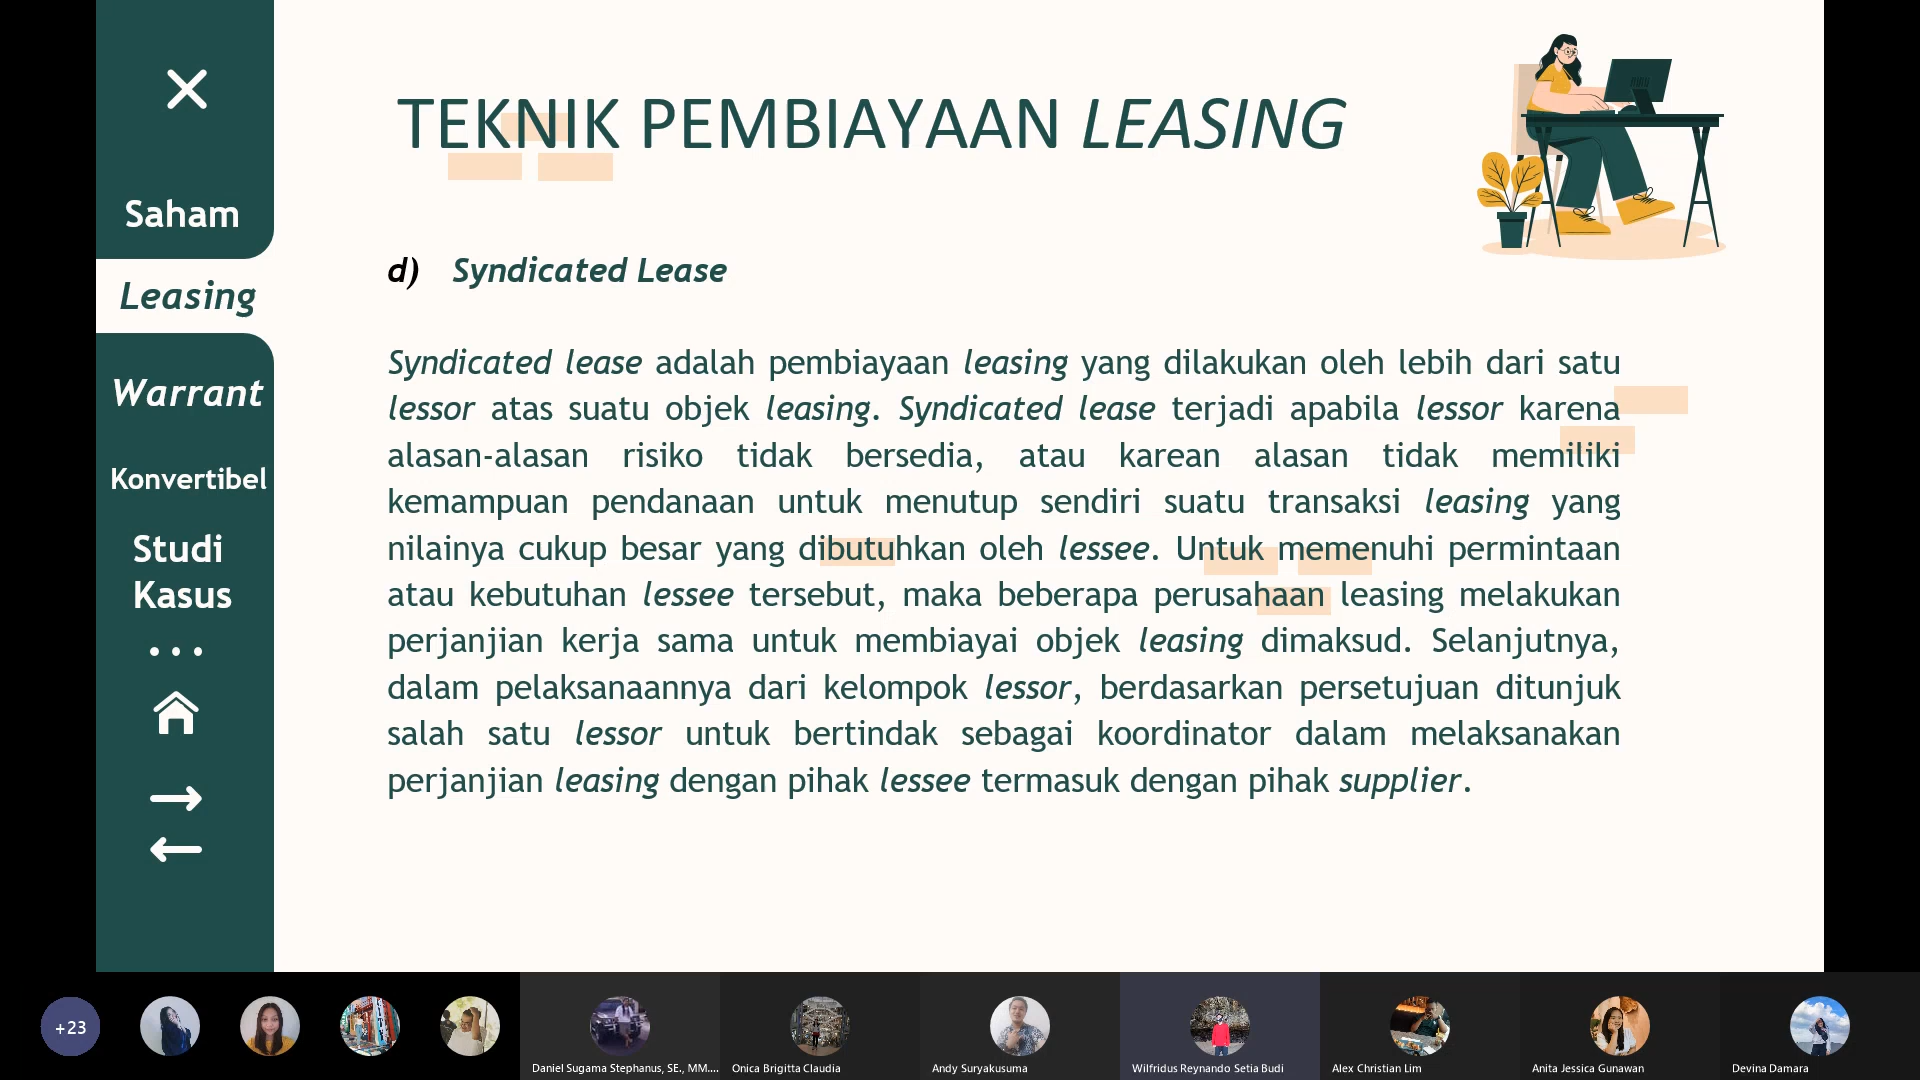 Saham
Leasing
Warrant
Konvertibel
Studi
Kasus
TEKNIK PEMBIAYAAN LEASING
d) Syndicated Lease
Syndicated lease adalah pembiayaan leasing yang dilakukan oleh lebih dari satu
lessor atas suatu objek leasing. Syndicated lease terjadi apabila lessor karena
alasan-alasan risiko tidak bersedia, atau karean alasan tidak memiliki
kemampuan pendanaan untuk menutup sendiri suatu transaksi leasing yang
nilainya cukup besar yang dibutuhkan oleh lessee. Untuk memenuhi permintaan
atau kebutuhan lessee tersebut, maka beberapa perusahaan leasing melakukan
perjanjian kerja sama untuk membiayai objek leasing dimaksud. Selanjutnya,
dalam pelaksanaannya dari kelompok lessor, berdasarkan persetujuan ditunjuk
salah satu lessor untuk bertindak sebagai koordinator dalam melaksanakan
perjanjian leasing dengan pihak lessee termasuk dengan pihak supplier.
+23
Daniel Sugama Stephanus, SE., MM....
Onica Brigitta Claudia
Andy Suryakusuma
Wilfridus Reynando Setia Budi
Alex Christian Lim
Anita Jessica Gunawan
Devina Damara